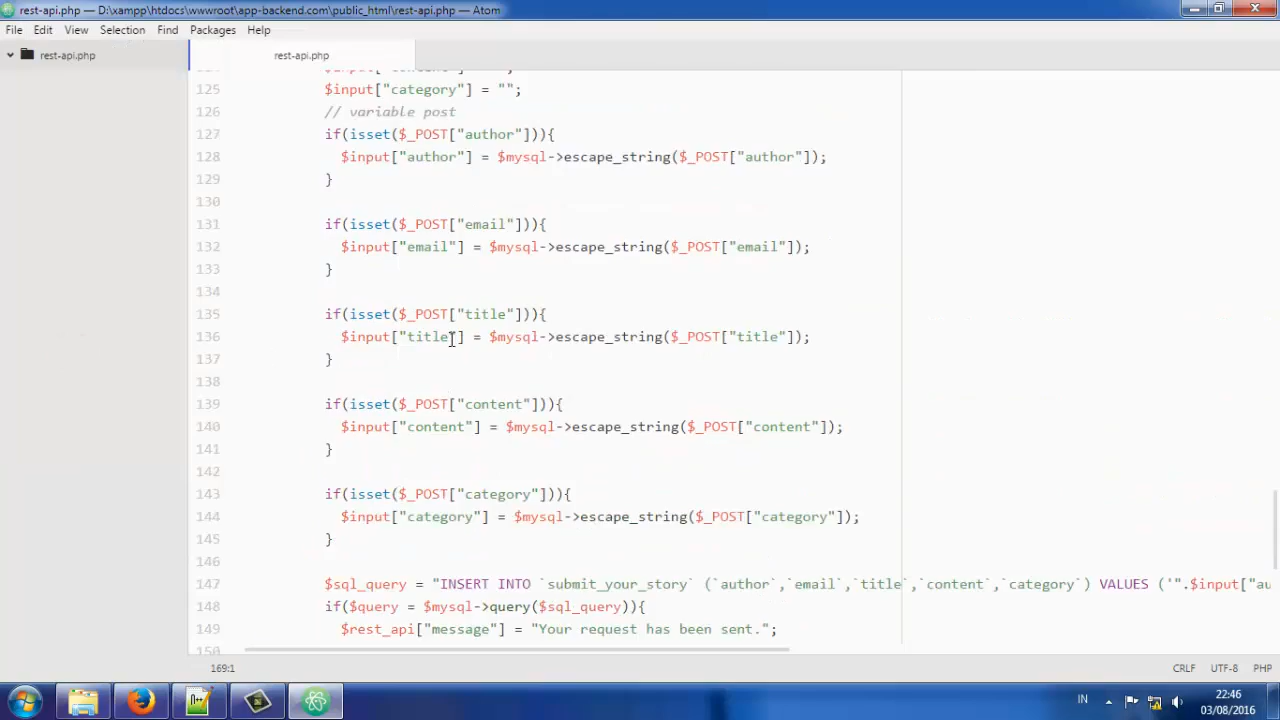 rest-api.php — D:\xampp\htdocs\wwwroot\app-backend.com\public_html\rest-api.php — Atom
File Edit View Selection Find Packages Help
rest-api.php
rest-api.php
125 $input["category"] = "";
126 // variable post
127 if(isset($_POST["author"])){
128 $input["author"] = $mysql->escape_string($_POST["author"]);
129 }
130
131 if(isset($_POST["email"])){
132 $input["email"] = $mysql->escape_string($_POST["email"]);
133 }
134
135 if(isset($_POST["title"])){
136 $input["title"] = $mysql->escape_string($_POST["title"]);
137 }
138
139 if(isset($_POST["content"])){
140 $input["content"] = $mysql->escape_string($_POST["content"]);
141 }
142
143 if(isset($_POST["category"])){
144 $input["category"] = $mysql->escape_string($_POST["category"]);
145 }
146
147 $sql_query = "INSERT INTO `submit_your_story` (`author`,`email`,`title`,`content`,`category`) VALUES ('".$input["au
148 if($query = $mysql->query($sql_query)){
149 $rest_api["message"] = "Your request has been sent.";
150
169:1 CRLF UTF-8 PHP
IN 22:46
03/08/2016